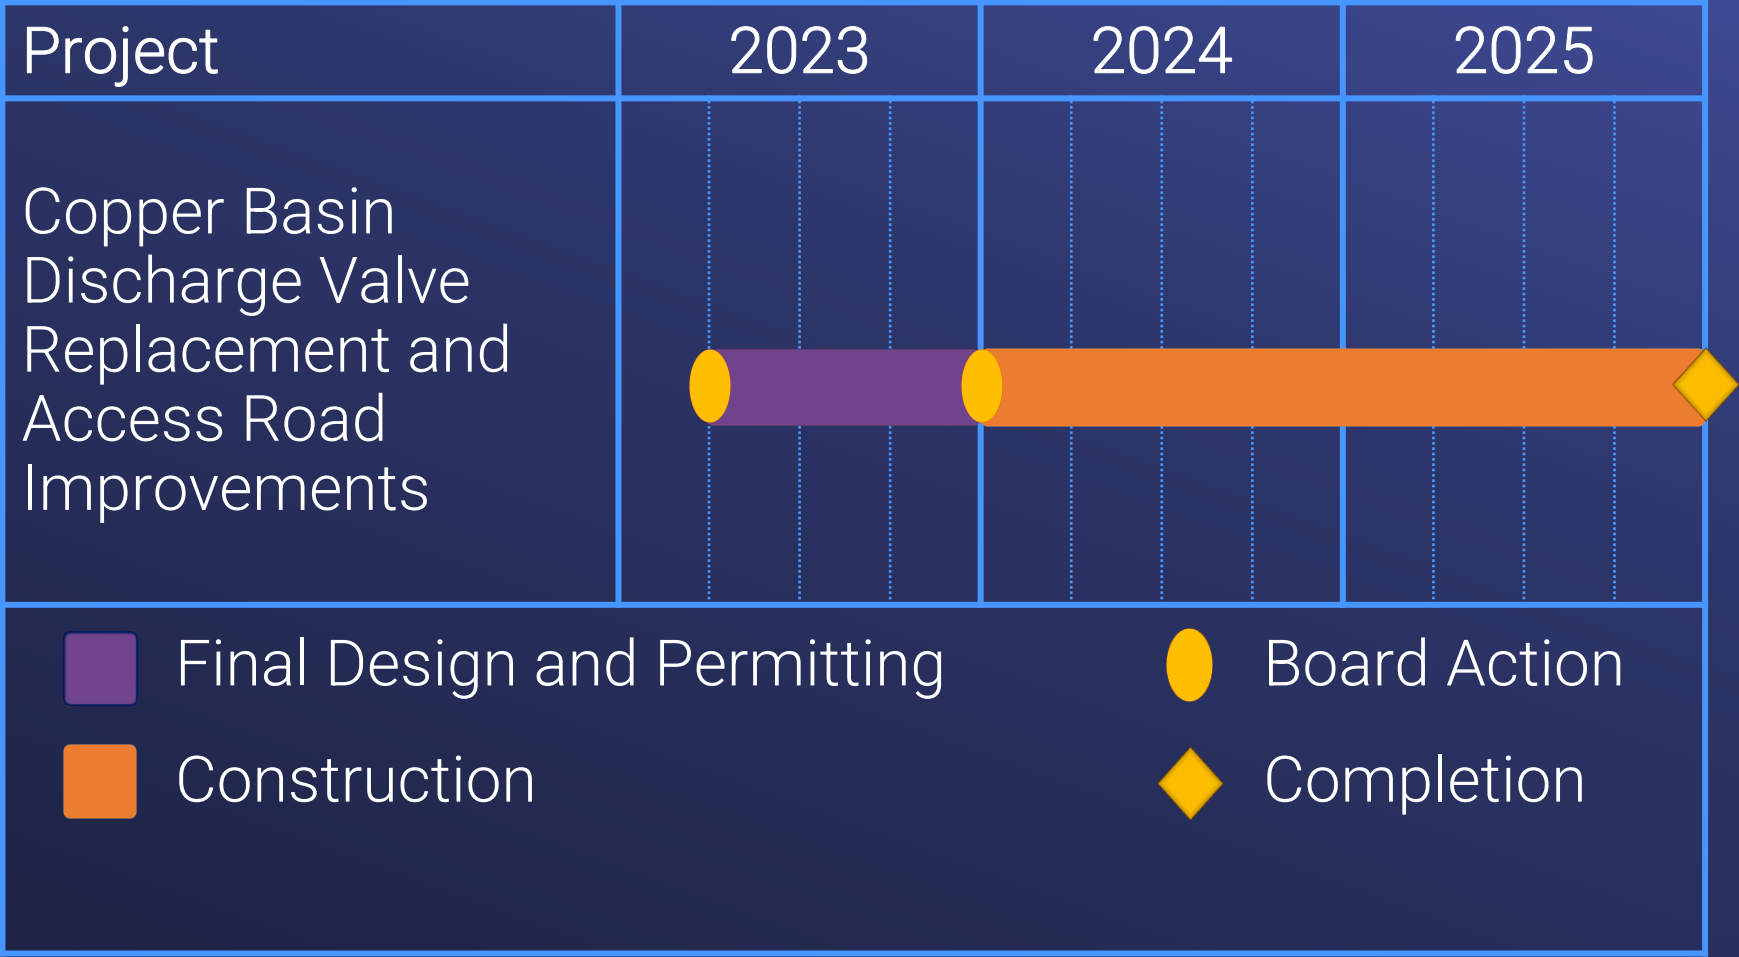 Project
2023
2024
2025
Copper Basin
Discharge Valve
Replacement and
Access Road
Improvements
Final Design and Permitting
Board Action
Construction
Completion